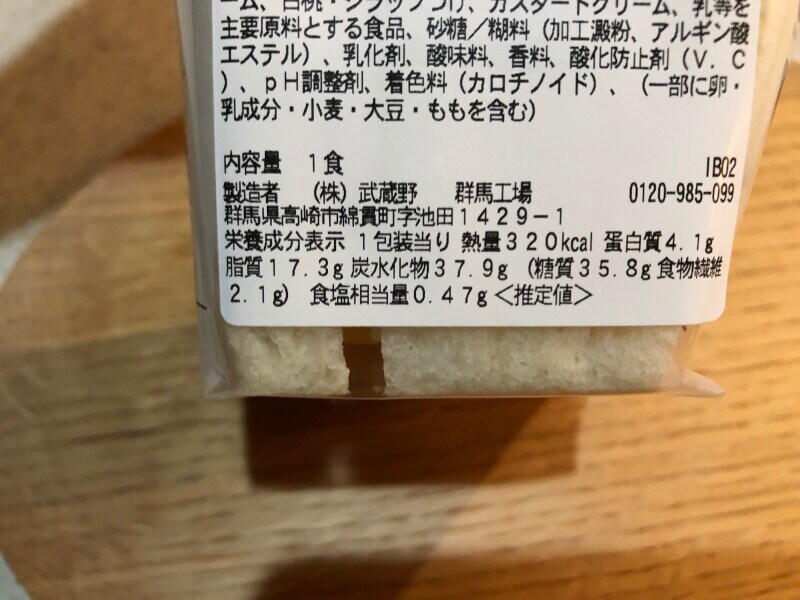 ーム、白桃・シラップづけ、カスタードクリーム、乳等を
主要原料とする食品、砂糖／糊料（加工澱粉、アルギン酸
エステル）、乳化剤、酸味料、香料、酸化防止剤（Ｖ．Ｃ
）、ｐＨ調整剤、着色料（カロチノイド）、（一部に卵・
乳成分・小麦・大豆・ももを含む）
内容量　１食　IB02
製造者　（株）武蔵野　群馬工場　0120-985-099
群馬県高崎市綿貫町字池田１４２９－１
栄養成分表示 １包装当り 熱量３２０kcal 蛋白質４.１g
脂質１７.３g 炭水化物３７.９g （糖質３５.８g 食物繊維
２.１g） 食塩相当量０.４７g＜推定値＞